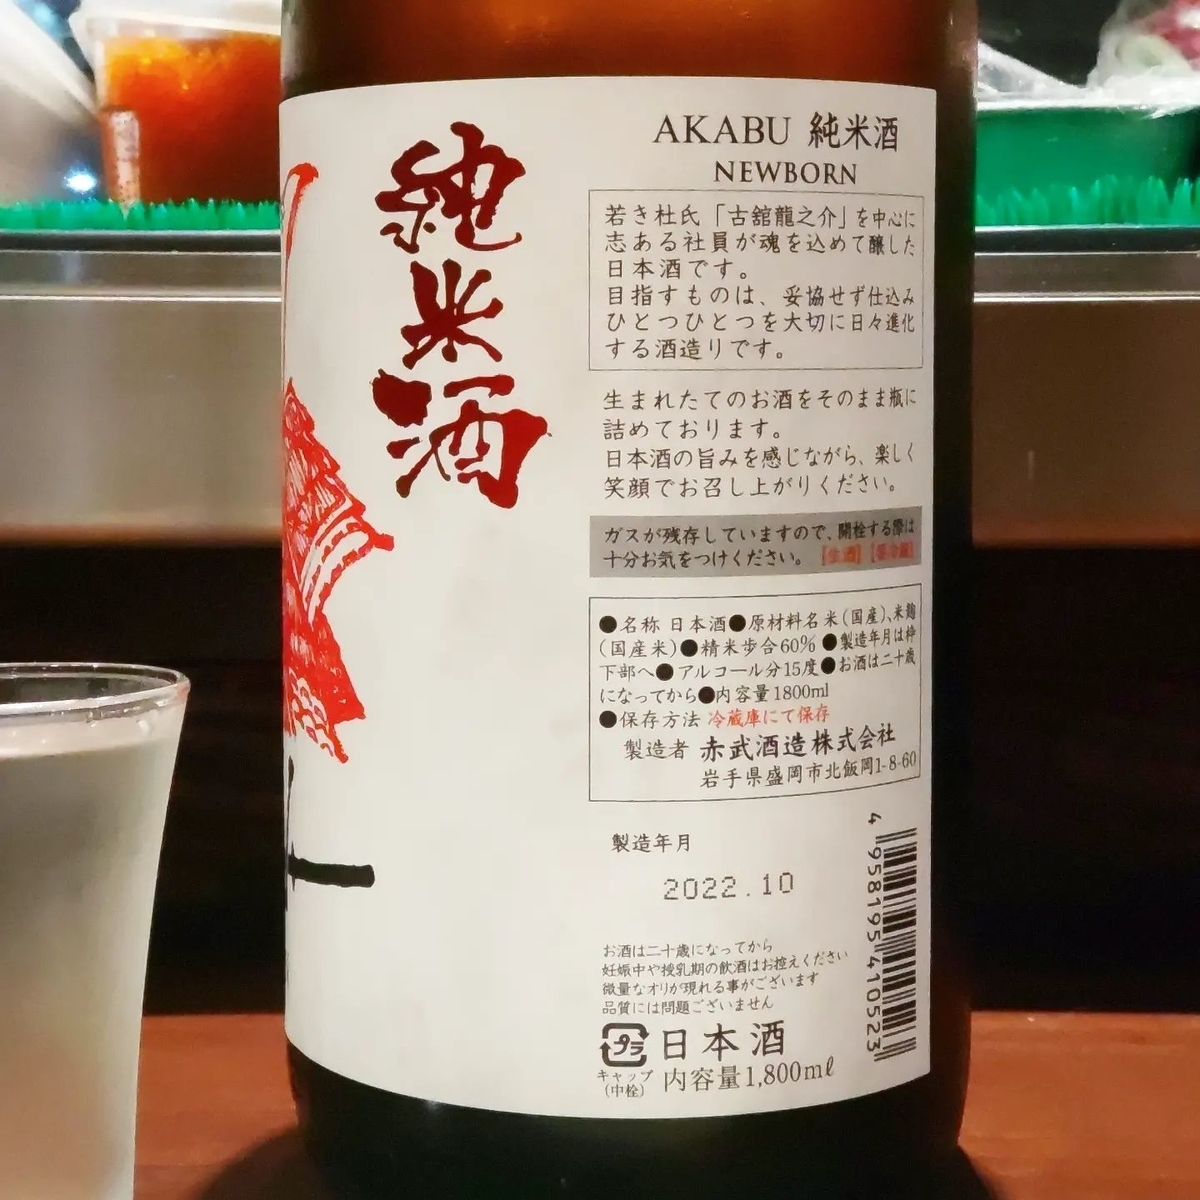 純米酒
AKABU 純米酒
NEWBORN
若き杜氏「古舘龍之介」を中心に
志ある社員が魂を込めて醸した
日本酒です。
目指すものは、妥協せず仕込み
ひとつひとつを大切に日々進化
する酒造りです。
生まれたてのお酒をそのまま瓶に
詰めております。
日本酒の旨みを感じながら、楽しく
笑顔でお召し上がりください。
ガスが残存していますので、開栓する際は
十分お気をつけください。【生酒】【要冷蔵】
●名称 日本酒●原材料名 米(国産)、米麹
(国産米)●精米歩合60% ●製造年月は枠
下部へ●アルコール分15度●お酒は二十歳
になってから●内容量1800ml
●保存方法 冷蔵庫にて保存
製造者 赤武酒造株式会社
岩手県盛岡市北飯岡1-8-60
製造年月
2022.10
お酒は二十歳になってから
妊娠中や授乳期の飲酒はお控えください
微量なオリが現れる事がございます
品質には問題ございません
プラ 日本酒
キャップ
(中栓) 内容量1,800mℓ
4 958195 410523